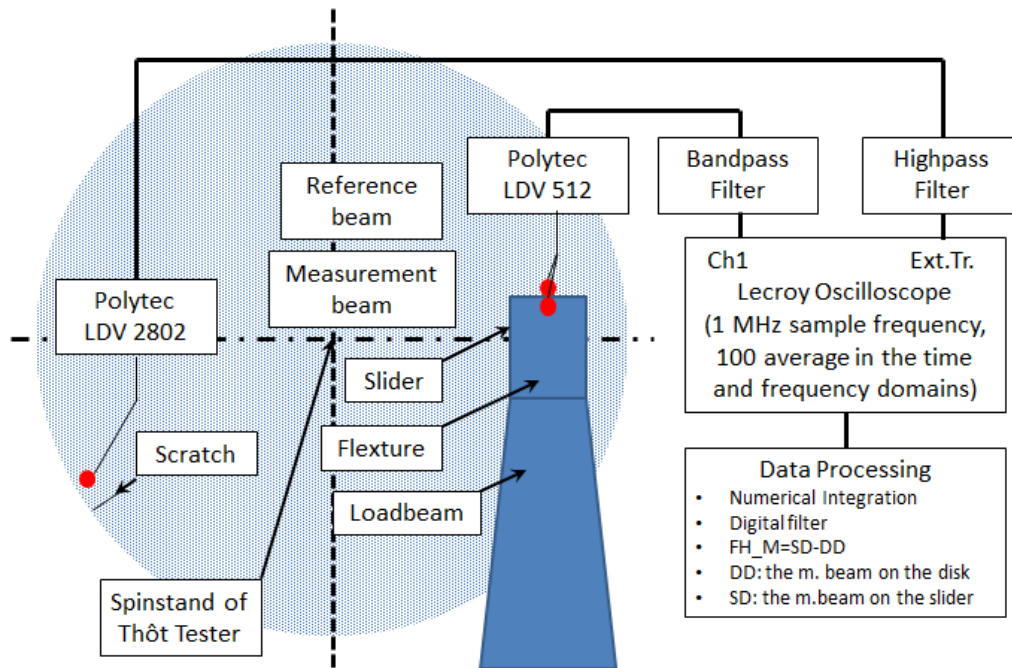 Reference
beam
Measurement
beam
Polytec
LDV 512
Bandpass
Filter
Highpass
Filter
Polytec
LDV 2802
Ch1 Ext.Tr.
Lecroy Oscilloscope
(1 MHz sample frequency,
100 average in the time
and frequency domains)
Slider
Flexture
Scratch
Loadbeam
Spinstand of
Thôt Tester
Data Processing
• Numerical Integration
• Digital filter
• FH_M=SD-DD
• DD: the m. beam on the disk
• SD: the m.beam on the slider